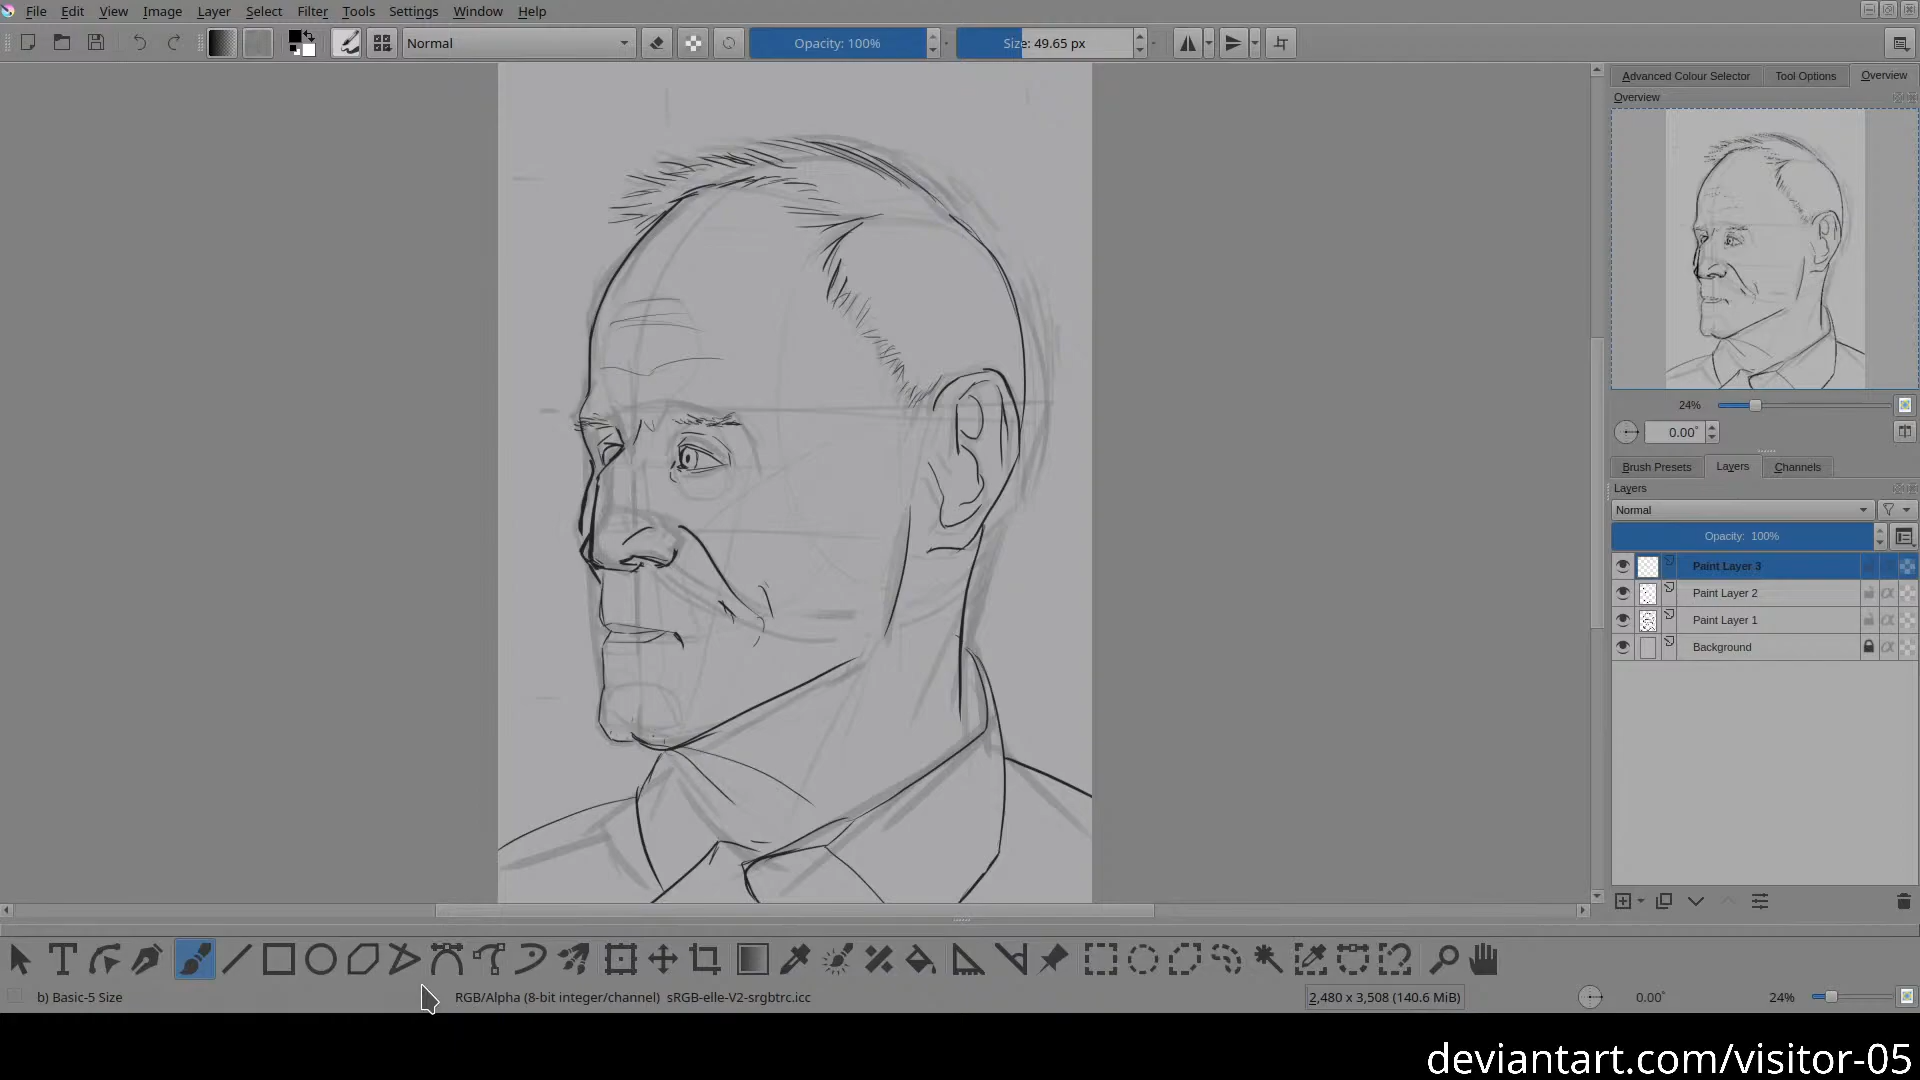 File Edit View Image Layer Select Filter Tools Settings Window Help
Normal Opacity: 100% Size: 49.65 px
Advanced Colour Selector Tool Options Overview
Overview
24%
0.00°
Brush Presets Layers Channels
Layers
Normal
Opacity: 100%
Paint Layer 3
Paint Layer 2
Paint Layer 1
Background
b) Basic-5 Size RGB/Alpha (8-bit integer/channel) sRGB-elle-V2-srgbtrc.icc 2,480 x 3,508 (140.6 MiB) 0.00° 24%
deviantart.com/visitor-05